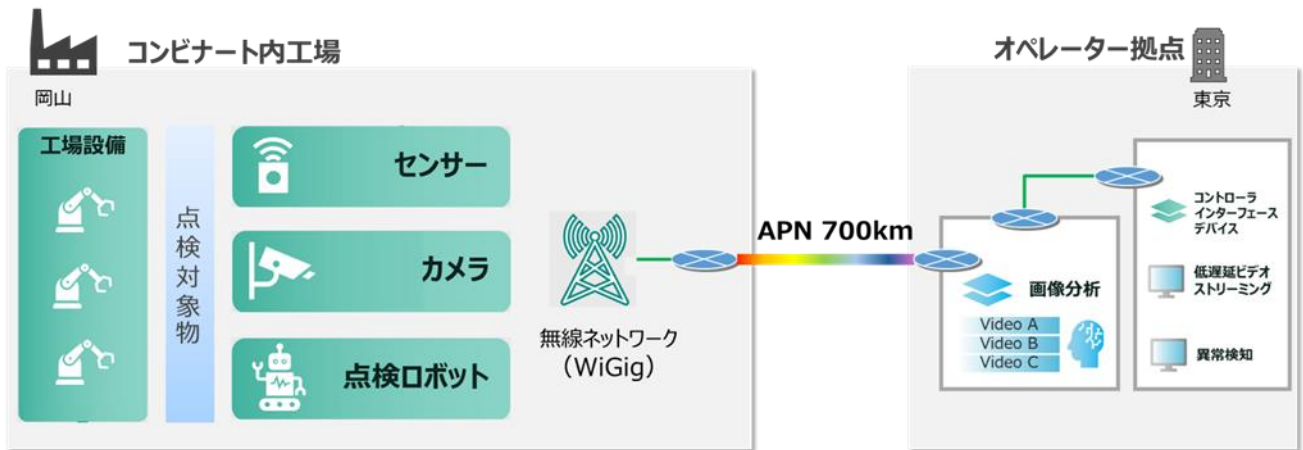 コンビナート内工場
岡山
工場設備
点検対象物
センサー
カメラ
点検ロボット
無線ネットワーク
（WiGig）
APN 700km
オペレーター拠点
東京
画像分析
Video A
Video B
Video C
コントローラ
インターフェース
デバイス
低遅延ビデオ
ストリーミング
異常検知